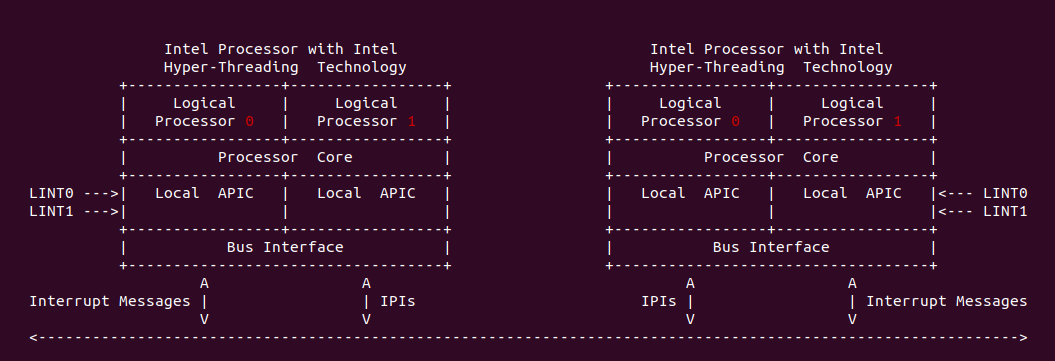 Intel Processor with Intel                            Intel Processor with Intel
            Hyper-Threading  Technology                           Hyper-Threading  Technology
          +-----------------+-----------------+                 +-----------------+-----------------+
          |     Logical     |     Logical     |                 |     Logical     |     Logical     |
          |   Processor 0   |   Processor 1   |                 |   Processor 0   |   Processor 1   |
          +-----------------+-----------------+                 +-----------------+-----------------+
          |          Processor  Core          |                 |          Processor  Core          |
          +-----------------+-----------------+                 +-----------------+-----------------+
LINT0 --->|   Local  APIC   |   Local  APIC   |                 |   Local  APIC   |   Local  APIC   |<--- LINT0
LINT1 --->|                 |                 |                 |                 |                 |<--- LINT1
          +-----------------+-----------------+                 +-----------------+-----------------+
          |           Bus Interface           |                 |           Bus Interface           |
          +-----------------------------------+                 +-----------------------------------+
                   A                 A                                   A                 A
Interrupt Messages |                 | IPIs                         IPIs |                 | Interrupt Messages
                   V                 V                                   V                 V
<------------------------------------------------------------------------------------------------------------->